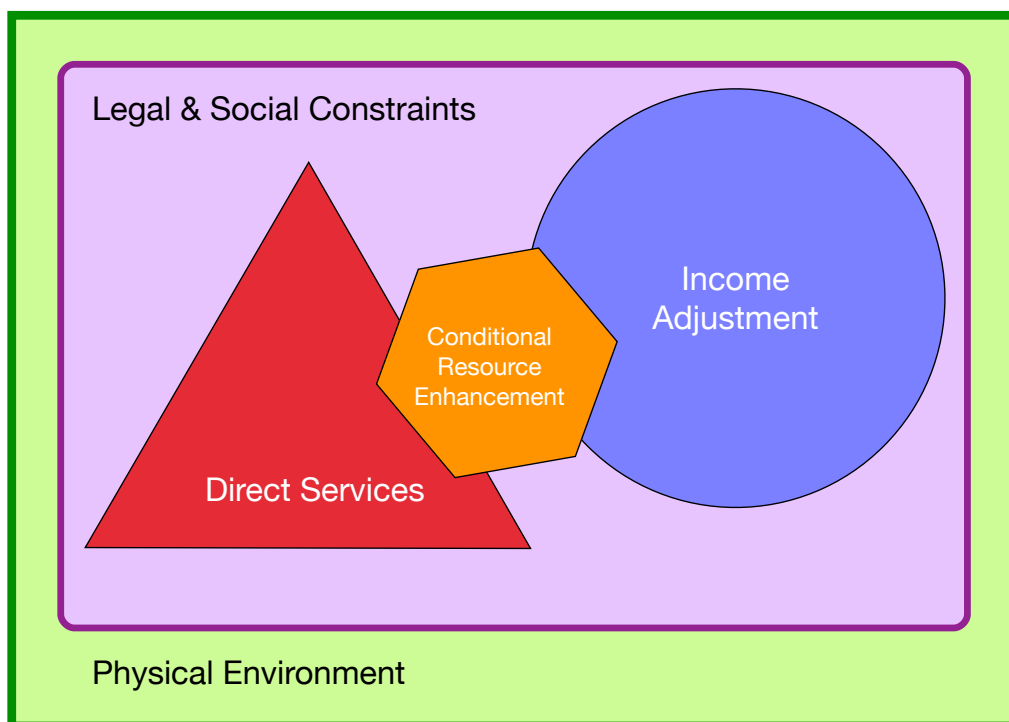 Legal & Social Constraints
Income
Adjustment
Conditional
Resource
Enhancement
Direct Services
Physical Environment